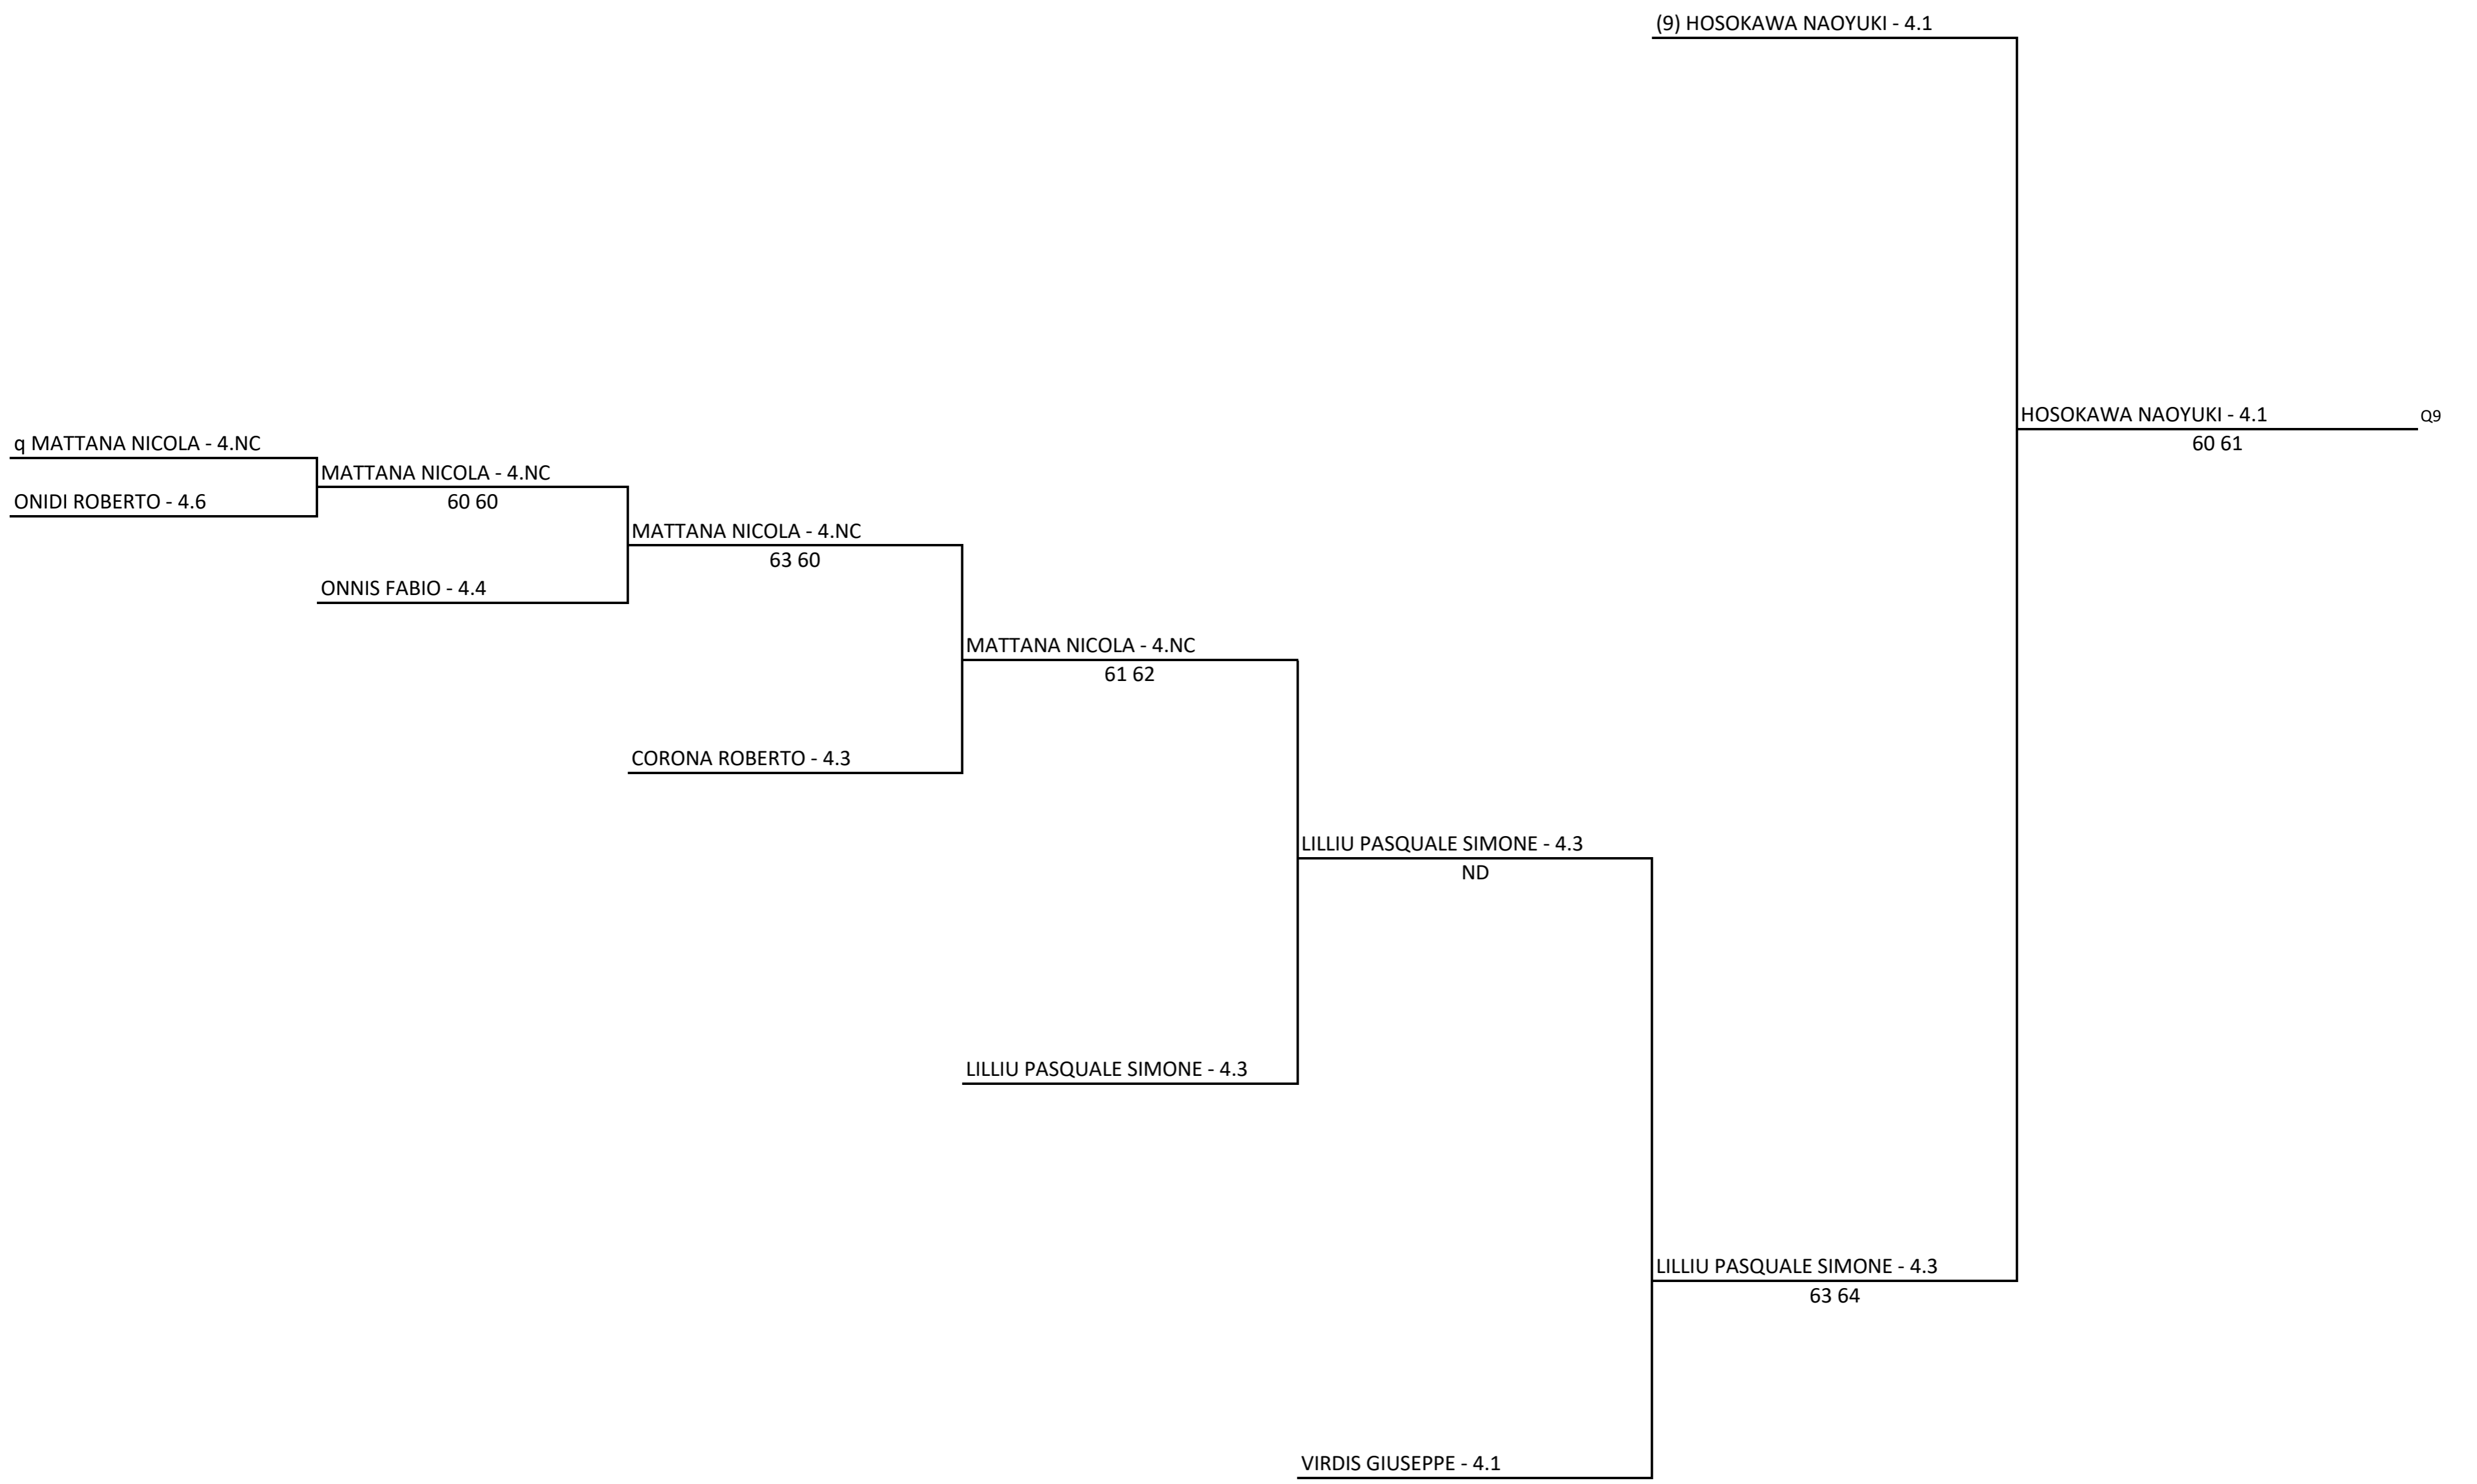 (9) HOSOKAWA NAOYUKI - 4.1
HOSOKAWA NAOYUKI - 4.1
Q9
60 61
q MATTANA NICOLA - 4.NC
MATTANA NICOLA - 4.NC
ONIDI ROBERTO - 4.6
60 60
MATTANA NICOLA - 4.NC
63 60
ONNIS FABIO - 4.4
MATTANA NICOLA - 4.NC
61 62
CORONA ROBERTO - 4.3
LILLIU PASQUALE SIMONE - 4.3
ND
LILLIU PASQUALE SIMONE - 4.3
LILLIU PASQUALE SIMONE - 4.3
63 64
VIRDIS GIUSEPPE - 4.1